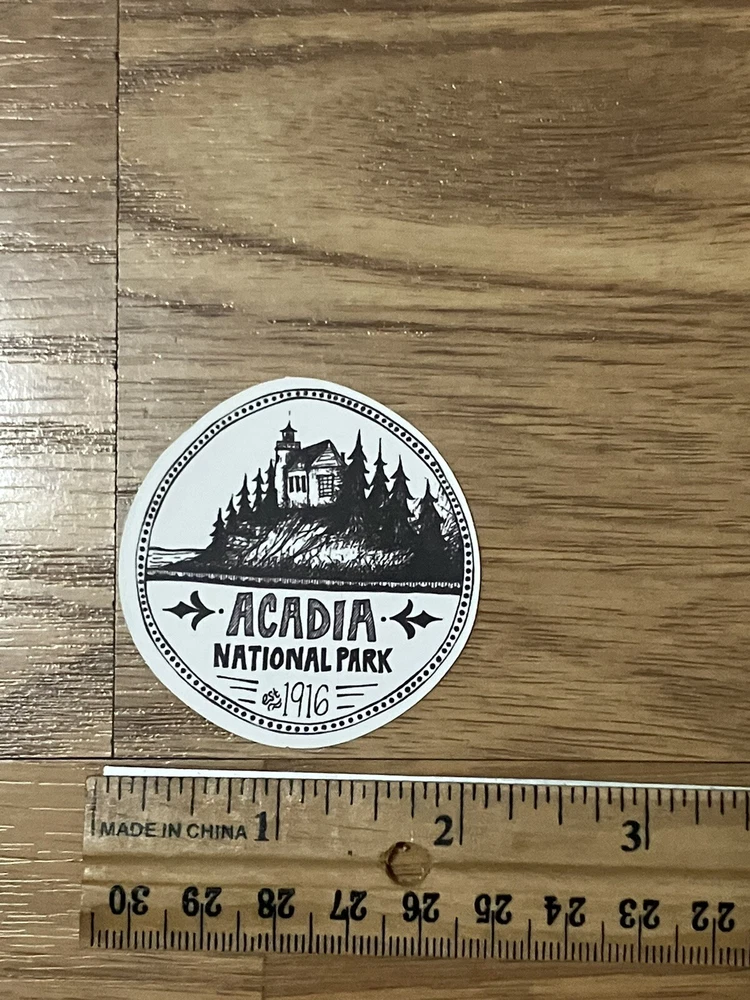 ACADIA
NATIONAL PARK
est. 1916
MADE IN CHINA 1 2 3
30 29 28 27 26 25 24 23 22